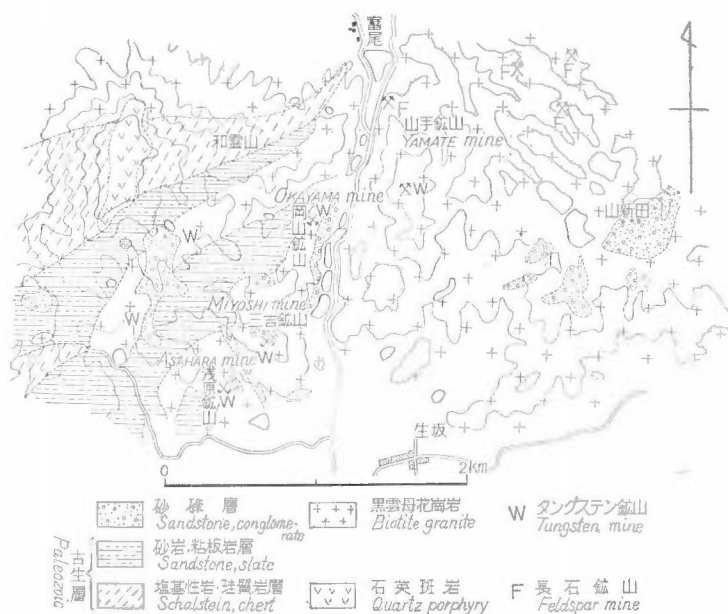 富尾
F
F
F
F
和霊山
山手鉱山
YAMATE mine
W
OKAYAMA mine
岡山鉱山
W
山新田
W
MIYOSHI mine
三吉鉱山
W
W
ASAHARA mine
浅原鉱山
W
生坂
0
2km
砂礫層
Sandstone, conglome-
rate
黒雲母花崗岩
Biotite granite
W
タングステン鉱山
Tungsten mine
古生層
Paleozoic
砂岩・粘板岩層
Sandstone, slate
塩基性岩・珪質岩層
Schalstein, chert
石英斑岩
Quartz porphyry
F
長石鉱山
Feldspar mine